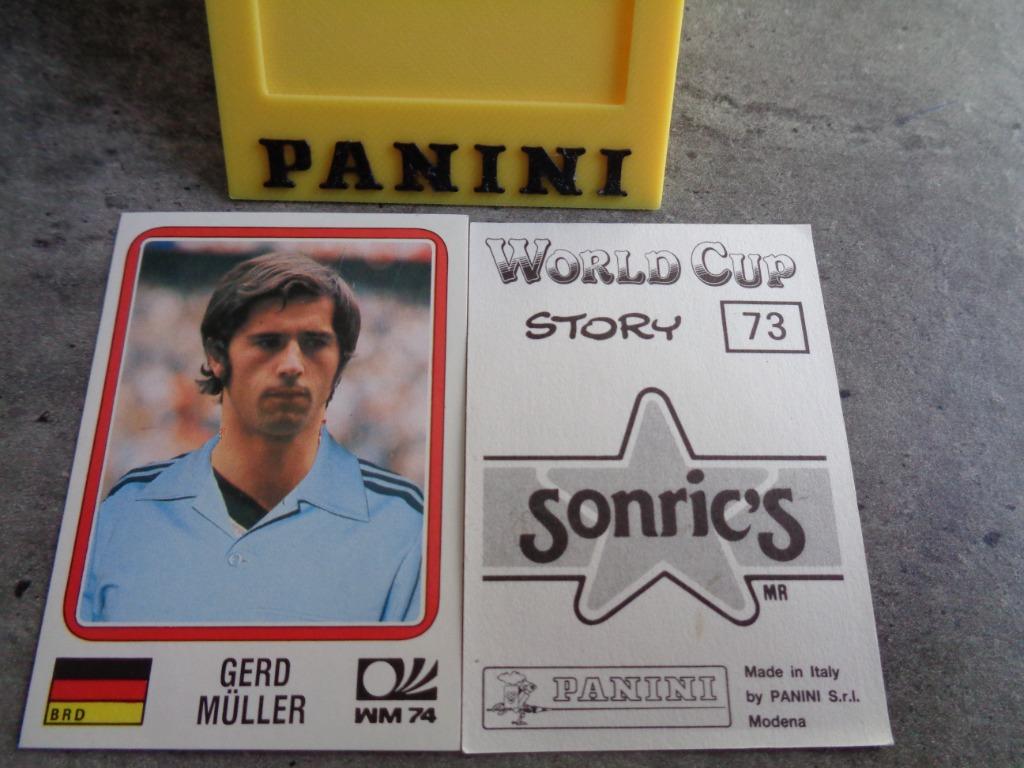 PANINI
BRD
GERD
MÜLLER
WM 74
WORLD CUP
STORY
73
sonric's
MR
PANINI
Made in Italy
by PANINI S.r.l.
Modena